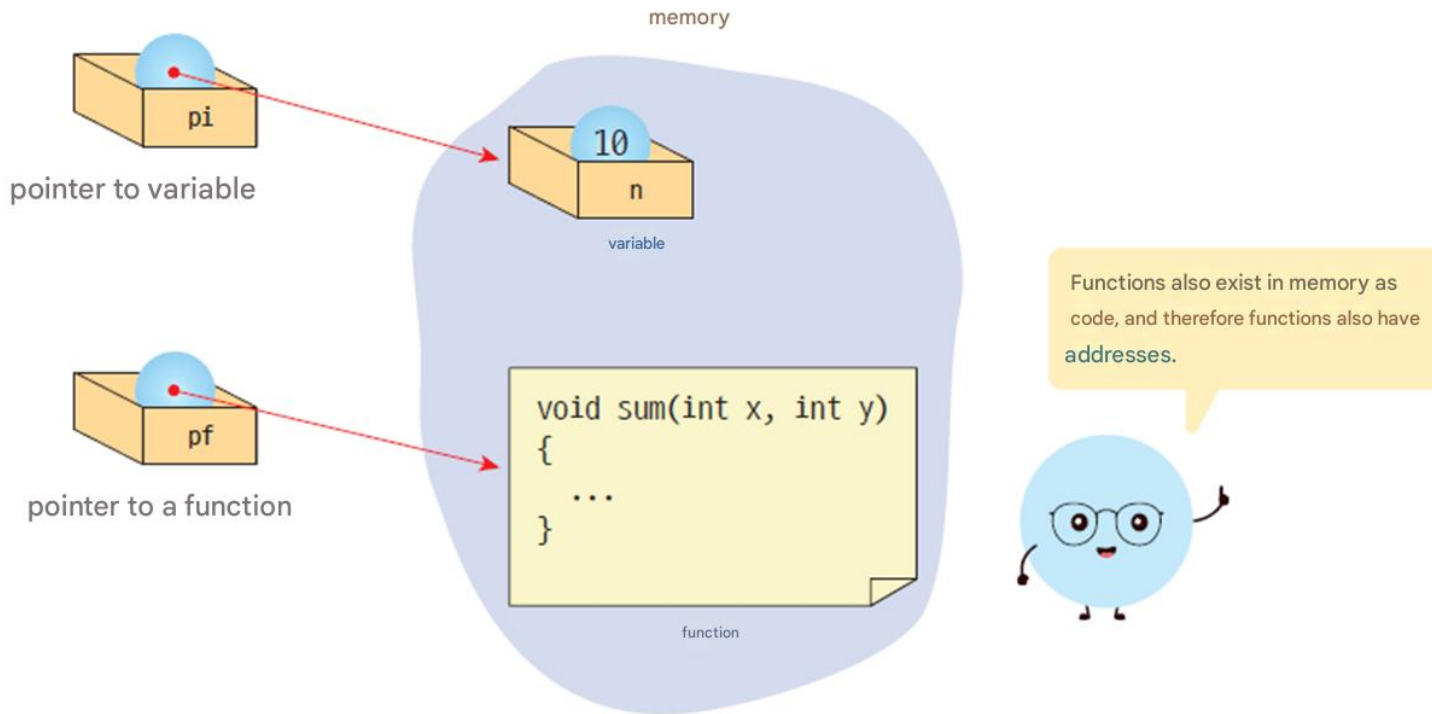 memory
pi
pointer to variable
10
n
variable
Functions also exist in memory as
code, and therefore functions also have
addresses.
pf
pointer to a function
void sum(int x, int y)
{
...
}
function